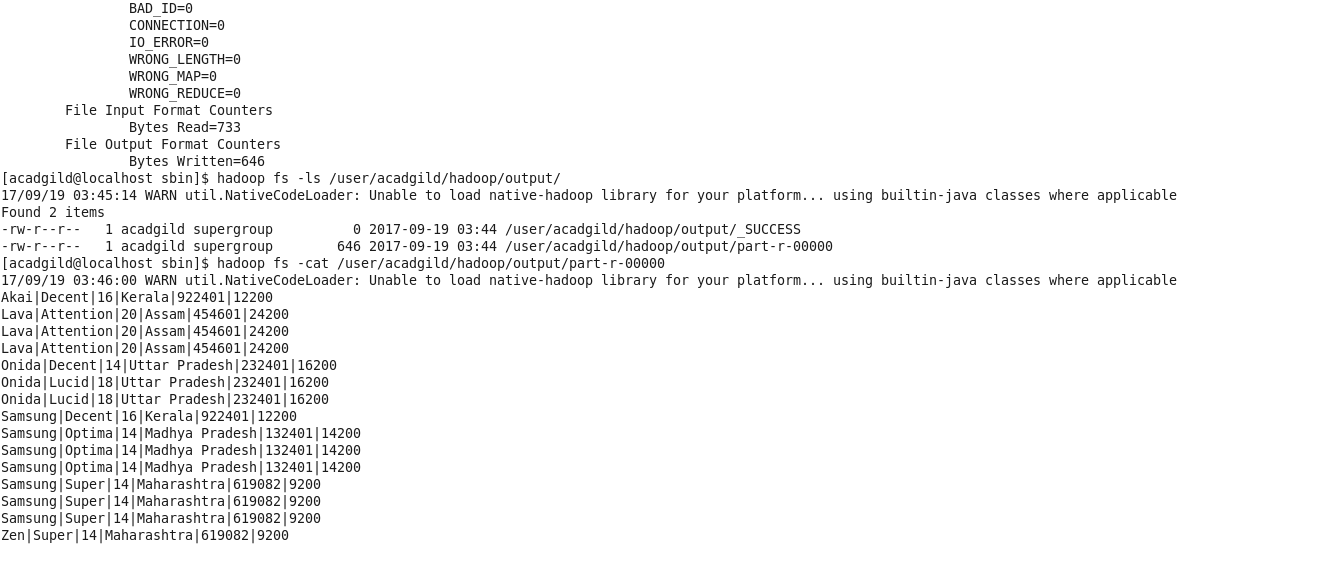 BAD_ID=0
CONNECTION=0
IO_ERROR=0
WRONG_LENGTH=0
WRONG_MAP=0
WRONG_REDUCE=0
File Input Format Counters
Bytes Read=733
File Output Format Counters
Bytes Written=646
[acadgild@localhost sbin]$ hadoop fs -ls /user/acadgild/hadoop/output/
17/09/19 03:45:14 WARN util.NativeCodeLoader: Unable to load native-hadoop library for your platform... using builtin-java classes where applicable
Found 2 items
-rw-r--r--   1 acadgild supergroup          0 2017-09-19 03:44 /user/acadgild/hadoop/output/_SUCCESS
-rw-r--r--   1 acadgild supergroup        646 2017-09-19 03:44 /user/acadgild/hadoop/output/part-r-00000
[acadgild@localhost sbin]$ hadoop fs -cat /user/acadgild/hadoop/output/part-r-00000
17/09/19 03:46:00 WARN util.NativeCodeLoader: Unable to load native-hadoop library for your platform... using builtin-java classes where applicable
Akai|Decent|16|Kerala|922401|12200
Lava|Attention|20|Assam|454601|24200
Lava|Attention|20|Assam|454601|24200
Lava|Attention|20|Assam|454601|24200
Onida|Decent|14|Uttar Pradesh|232401|16200
Onida|Lucid|18|Uttar Pradesh|232401|16200
Onida|Lucid|18|Uttar Pradesh|232401|16200
Samsung|Decent|16|Kerala|922401|12200
Samsung|Optima|14|Madhya Pradesh|132401|14200
Samsung|Optima|14|Madhya Pradesh|132401|14200
Samsung|Optima|14|Madhya Pradesh|132401|14200
Samsung|Super|14|Maharashtra|619082|9200
Samsung|Super|14|Maharashtra|619082|9200
Samsung|Super|14|Maharashtra|619082|9200
Zen|Super|14|Maharashtra|619082|9200